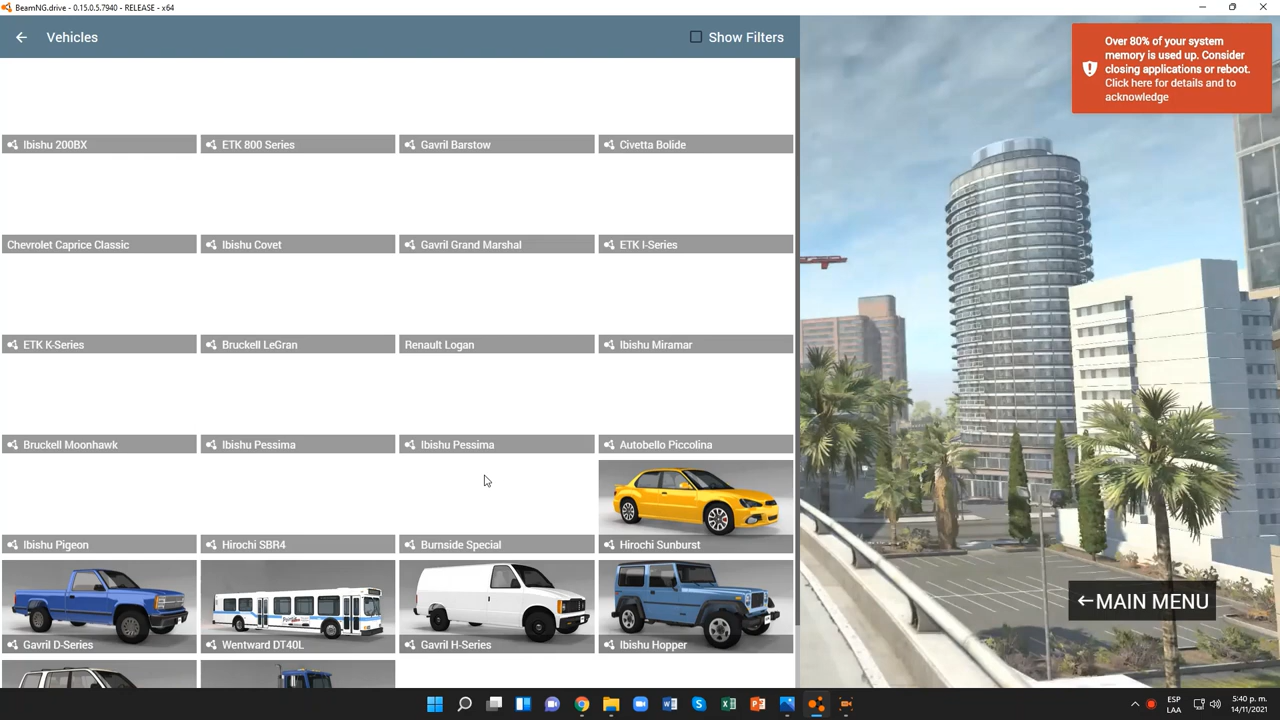 BeamNG.drive - 0.15.0.5.7940 - RELEASE - x64
Vehicles
Show Filters
Over 80% of your system
memory is used up. Consider
closing applications or reboot.
Click here for details and to
acknowledge
Ibishu 200BX
ETK 800 Series
Gavril Barstow
Civetta Bolide
Chevrolet Caprice Classic
Ibishu Covet
Gavril Grand Marshal
ETK I-Series
ETK K-Series
Bruckell LeGran
Renault Logan
Ibishu Miramar
Bruckell Moonhawk
Ibishu Pessima
Ibishu Pessima
Autobello Piccolina
Ibishu Pigeon
Hirochi SBR4
Burnside Special
Hirochi Sunburst
Gavril D-Series
Wentward DT40L
Gavril H-Series
Ibishu Hopper
MAIN MENU
ESP
LAA
5:40 p. m.
14/11/2021